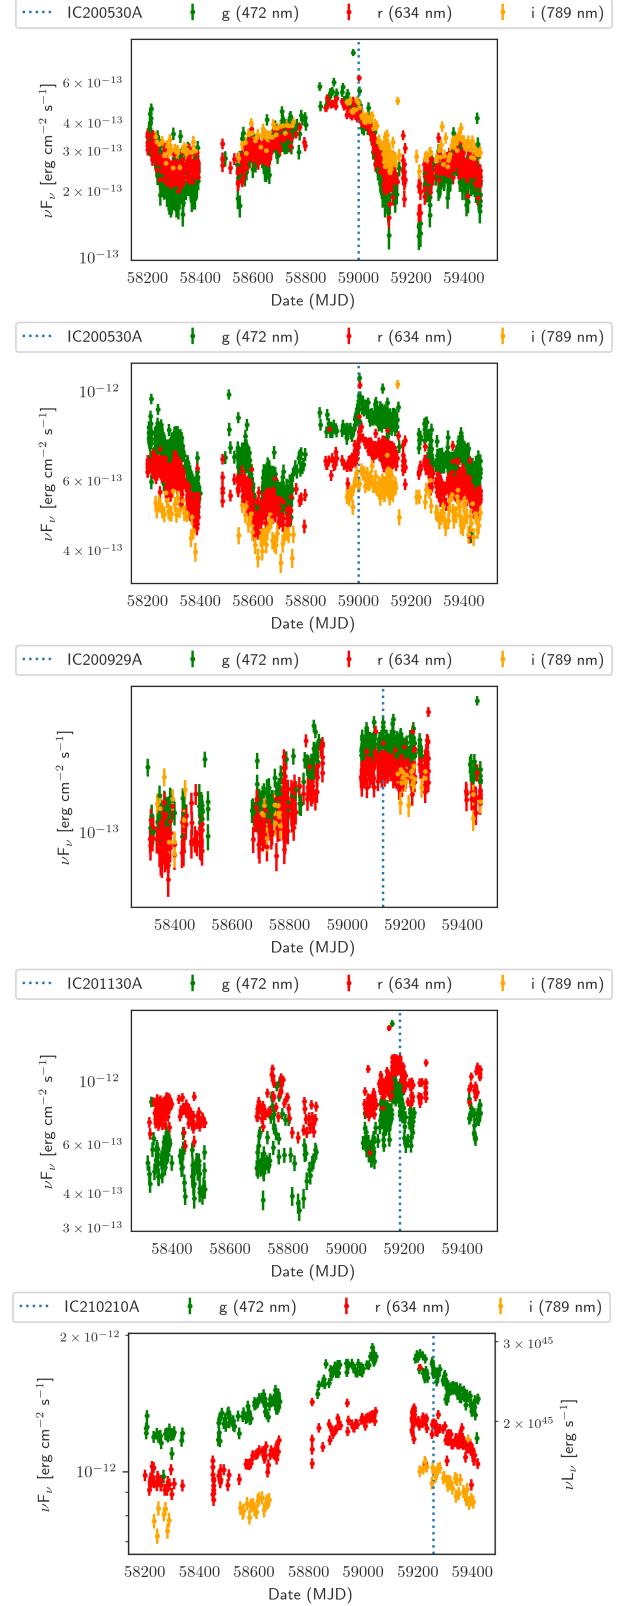 IC200530A g (472 nm) r (634 nm) i (789 nm)
νFν [erg cm−2 s−1]
6 × 10−13
4 × 10−13
3 × 10−13
2 × 10−13
10−13
58200 58400 58600 58800 59000 59200 59400
Date (MJD)
IC200530A g (472 nm) r (634 nm) i (789 nm)
νFν [erg cm−2 s−1]
10−12
6 × 10−13
4 × 10−13
58200 58400 58600 58800 59000 59200 59400
Date (MJD)
IC200929A g (472 nm) r (634 nm) i (789 nm)
νFν [erg cm−2 s−1]
10−13
58400 58600 58800 59000 59200 59400
Date (MJD)
IC201130A g (472 nm) r (634 nm) i (789 nm)
νFν [erg cm−2 s−1]
10−12
6 × 10−13
4 × 10−13
3 × 10−13
58400 58600 58800 59000 59200 59400
Date (MJD)
IC210210A g (472 nm) r (634 nm) i (789 nm)
νFν [erg cm−2 s−1]
2 × 10−12
10−12
3 × 1045
2 × 1045
νLν [erg s−1]
58200 58400 58600 58800 59000 59200 59400
Date (MJD)